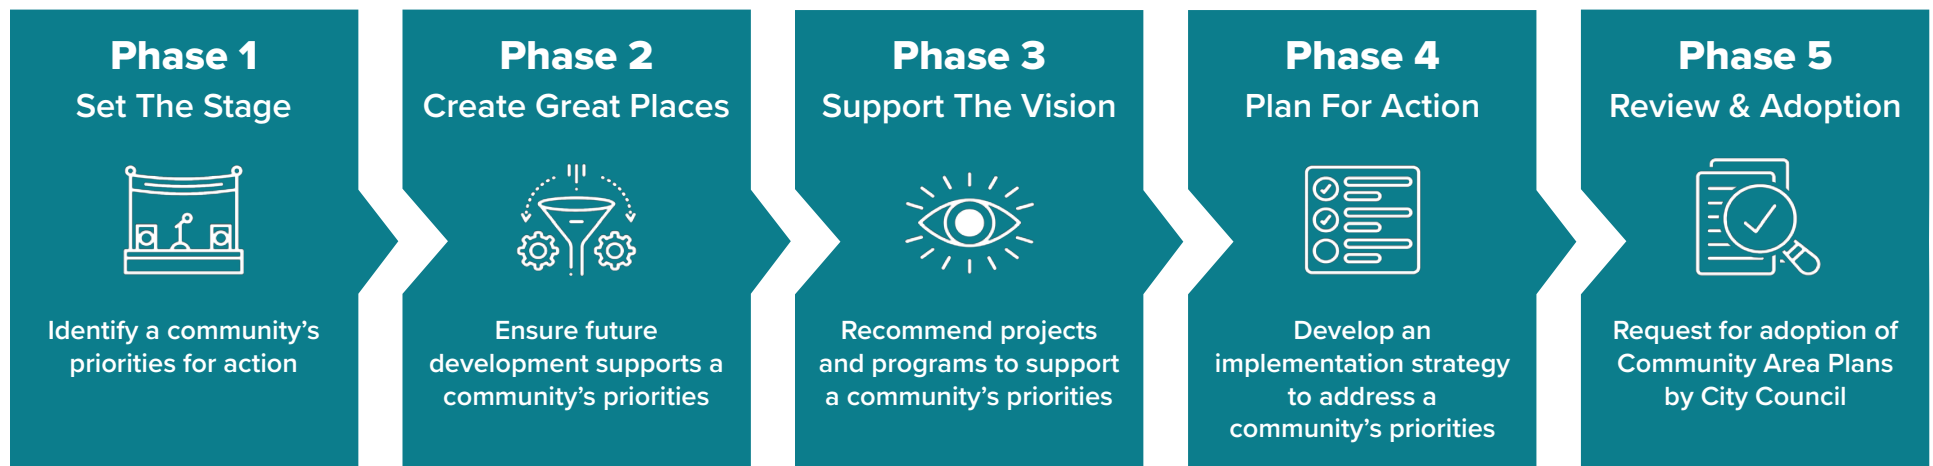 Phase 1
Set The Stage
Identify a community’s
priorities for action
Phase 2
Create Great Places
Ensure future
development supports a
community’s priorities
Phase 3
Support The Vision
Recommend projects
and programs to support
a community’s priorities
Phase 4
Plan For Action
Develop an
implementation strategy
to address a
community’s priorities
Phase 5
Review & Adoption
Request for adoption of
Community Area Plans
by City Council